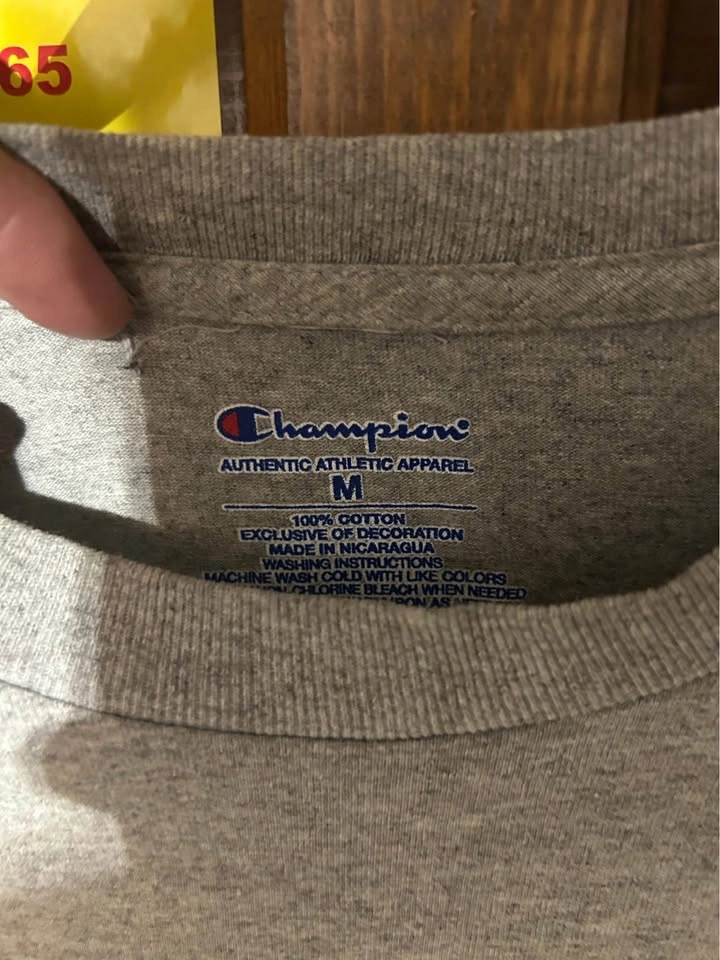 65
Champion
AUTHENTIC ATHLETIC APPAREL
M
100% COTTON
EXCLUSIVE OF DECORATION
MADE IN NICARAGUA
WASHING INSTRUCTIONS
MACHINE WASH COLD WITH LIKE COLORS
CHLORINE BLEACH WHEN NEEDED